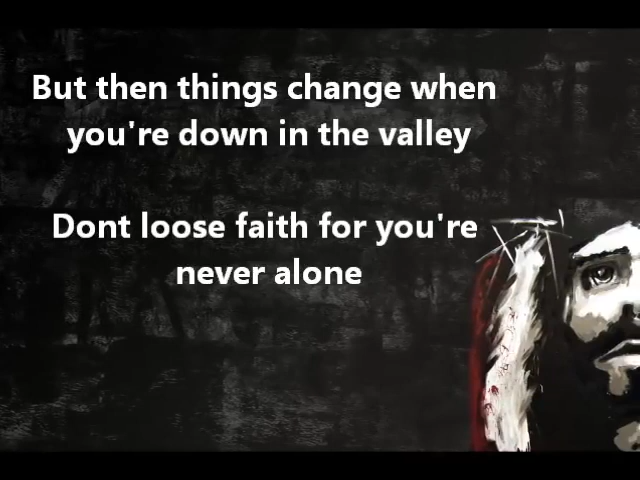 But then things change when
you're down in the valley
Dont loose faith for you're
never alone